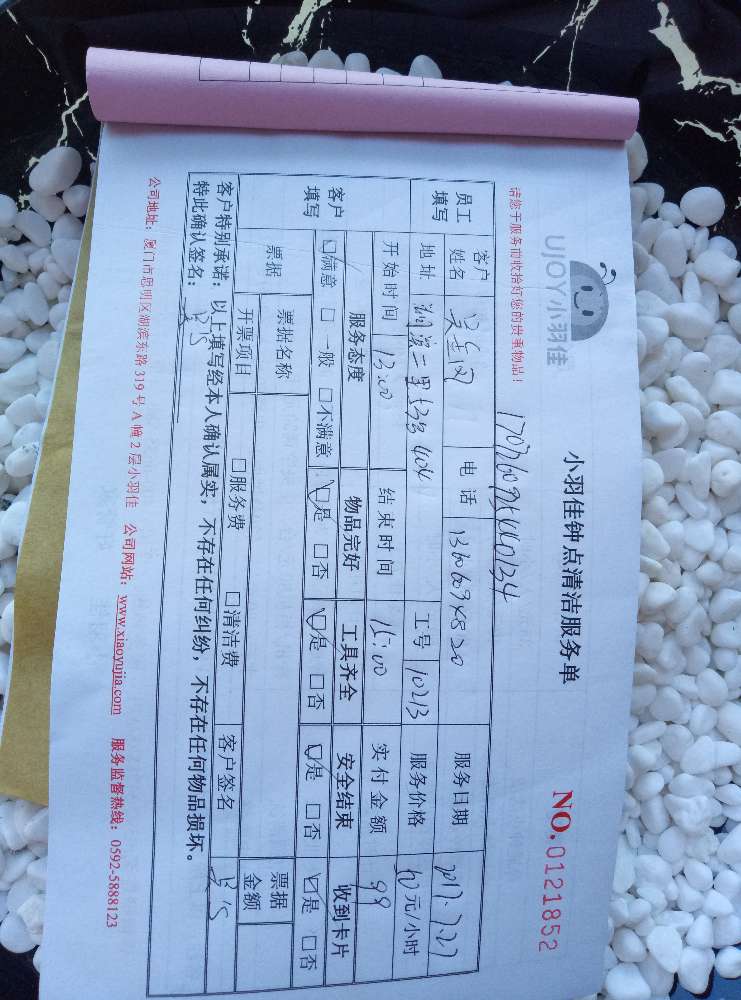 UJOY小羽佳
小羽佳钟点清洁服务单
NO.0121852
请您于服务前收拾好您的贵重物品！
员工填写 客户姓名 电话 服务日期
地址 工号 10213 服务价格 元/小时
开始时间 13:00 结束时间 15:00 实付金额 99
客户填写 服务态度 物品完好 工具齐全 安全结束 收到卡片
☑满意 □一般 □不满意 ☑是 □否 ☑是 □否 ☑是 □否 ☑是 □否
票据 票据名称 票据金额
开票项目 □服务费 □清洁费 客户签名
客户特别承诺：以上填写经本人确认属实，不存在任何纠纷，不存在任何物品损坏。
特此确认签名：
公司地址：厦门市思明区湖滨东路319号A幢2层小羽佳 公司网站：www.xiaoyujia.com 服务监督热线：0592-5888123